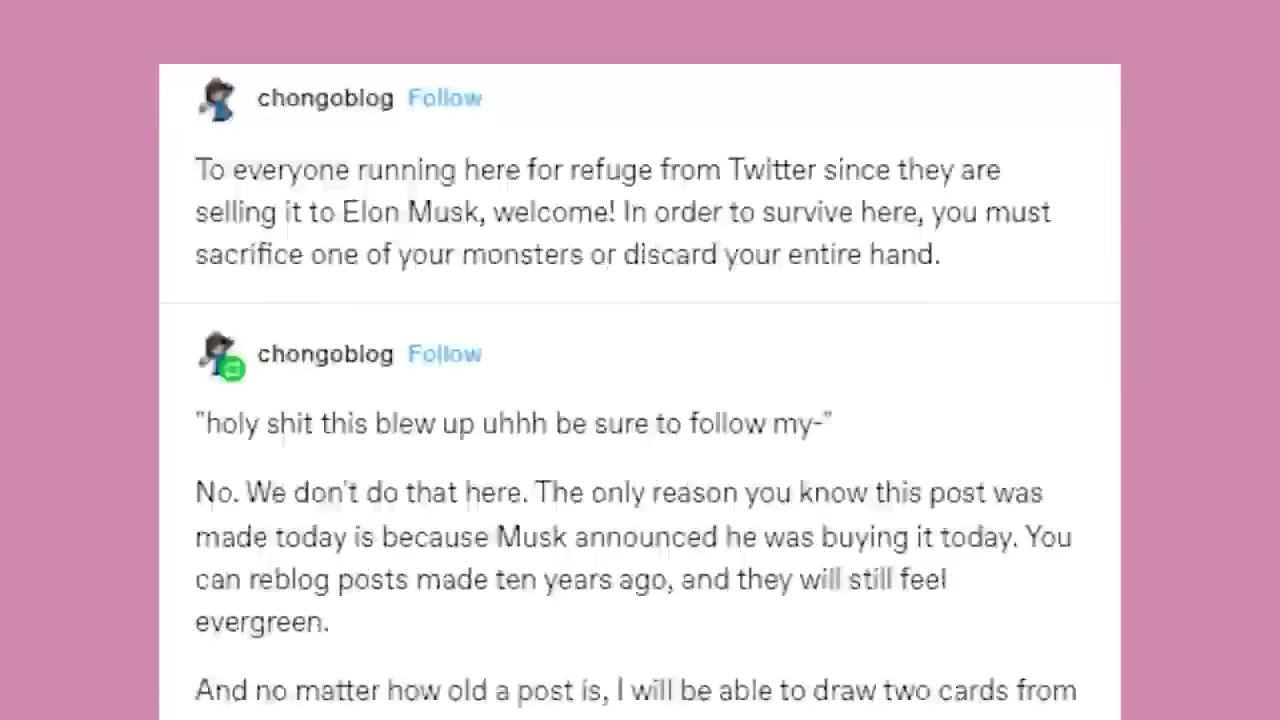 chongoblog Follow
To everyone running here for refuge from Twitter since they are
selling it to Elon Musk, welcome! In order to survive here, you must
sacrifice one of your monsters or discard your entire hand.
chongoblog Follow
"holy shit this blew up uhhh be sure to follow my-"
No. We don't do that here. The only reason you know this post was
made today is because Musk announced he was buying it today. You
can reblog posts made ten years ago, and they will still feel
evergreen.
And no matter how old a post is, I will be able to draw two cards from